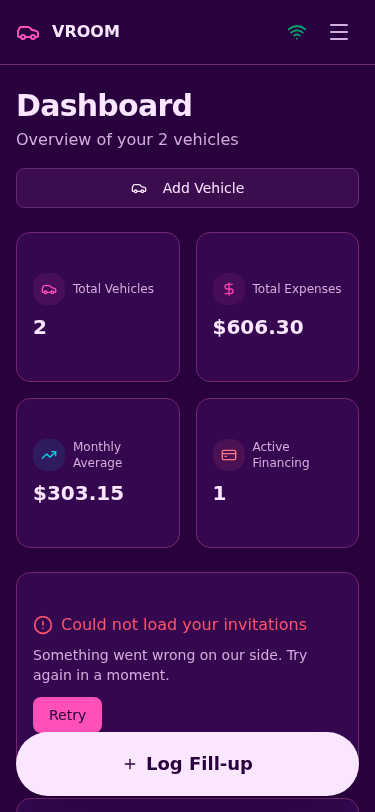 VROOM
Dashboard
Overview of your 2 vehicles
Add Vehicle
Total Vehicles
2
Total Expenses
$606.30
Monthly
Average
$303.15
Active
Financing
1
Could not load your invitations
Something went wrong on our side. Try
again in a moment.
Retry
+ Log Fill-up